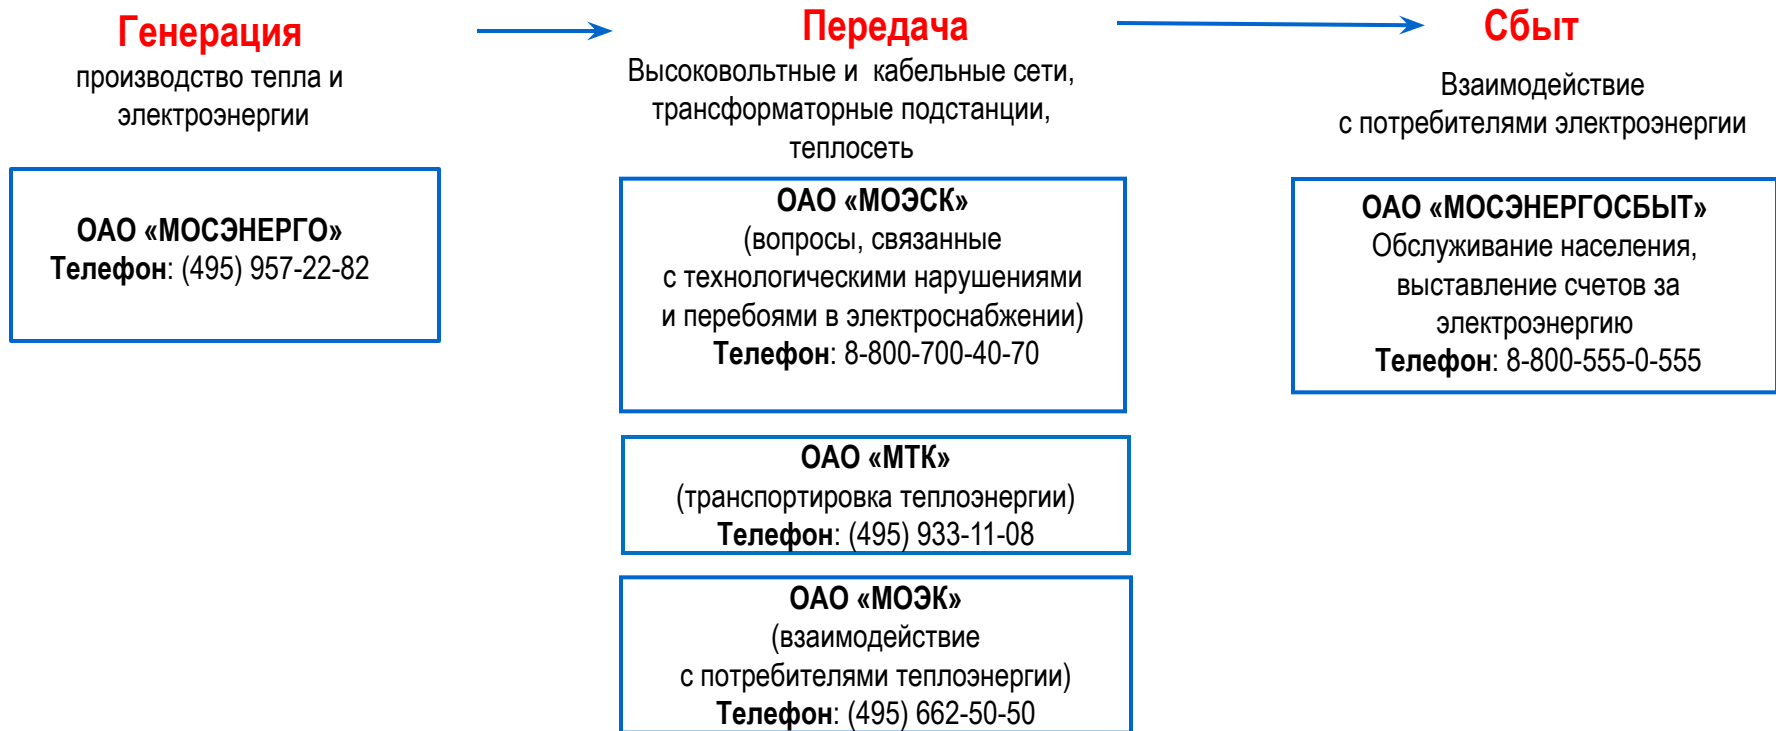 Генерация
производство тепла и
электроэнергии
ОАО «МОСЭНЕРГО»
Телефон: (495) 957-22-82
Передача
Высоковольтные и кабельные сети,
трансформаторные подстанции,
теплосеть
ОАО «МОЭСК»
(вопросы, связанные
с технологическими нарушениями
и перебоями в электроснабжении)
Телефон: 8-800-700-40-70
ОАО «МТК»
(транспортировка теплоэнергии)
Телефон: (495) 933-11-08
ОАО «МОЭК»
(взаимодействие
с потребителями теплоэнергии)
Телефон: (495) 662-50-50
Сбыт
Взаимодействие
с потребителями электроэнергии
ОАО «МОСЭНЕРГОСБЫТ»
Обслуживание населения,
выставление счетов за
электроэнергию
Телефон: 8-800-555-0-555